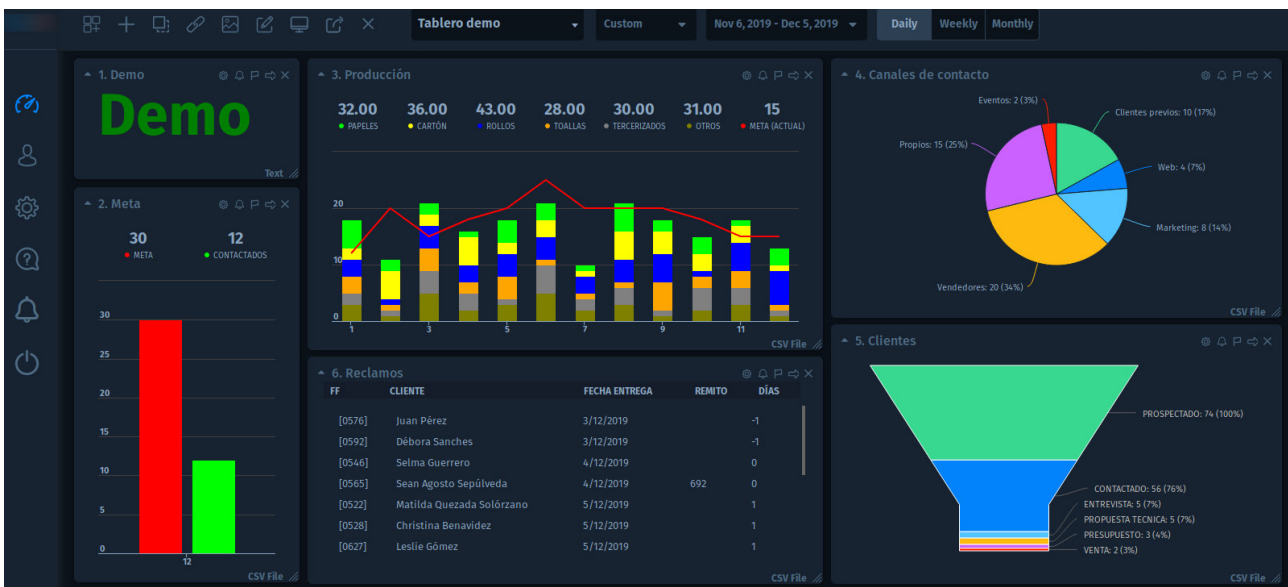 Tablero demo Custom Nov 6, 2019 - Dec 5, 2019 Daily Weekly Monthly
1. Demo
Demo
Text
2. Meta
30 12
META CONTACTADOS
30
25
20
15
10
5
0
12
CSV File
3. Producción
32.00 36.00 43.00 28.00 30.00 31.00 15
PAPELES CARTÓN ROLLOS TOALLAS TERCERIZADOS OTROS META (ACTUAL)
20
10
0
1 3 5 7 9 11
CSV File
6. Reclamos
FF CLIENTE FECHA ENTREGA REMITO DÍAS
[0576] Juan Pérez 3/12/2019 -1
[0592] Débora Sanches 3/12/2019 -1
[0546] Selma Guerrero 4/12/2019 0
[0565] Sean Agosto Sepúlveda 4/12/2019 692 0
[0522] Matilda Quezada Solórzano 5/12/2019 1
[0528] Christina Benavidez 5/12/2019 1
[0627] Leslie Gómez 5/12/2019 1
CSV File
4. Canales de contacto
Eventos: 2 (3%)
Clientes previos: 10 (17%)
Propios: 15 (25%)
Web: 4 (7%)
Marketing: 8 (14%)
Vendedores: 20 (34%)
CSV File
5. Clientes
PROSPECTADO: 74 (100%)
CONTACTADO: 56 (76%)
ENTREVISTA: 5 (7%)
PROPUESTA TECNICA: 5 (7%)
PRESUPUESTO: 3 (4%)
VENTA: 2 (3%)
CSV File